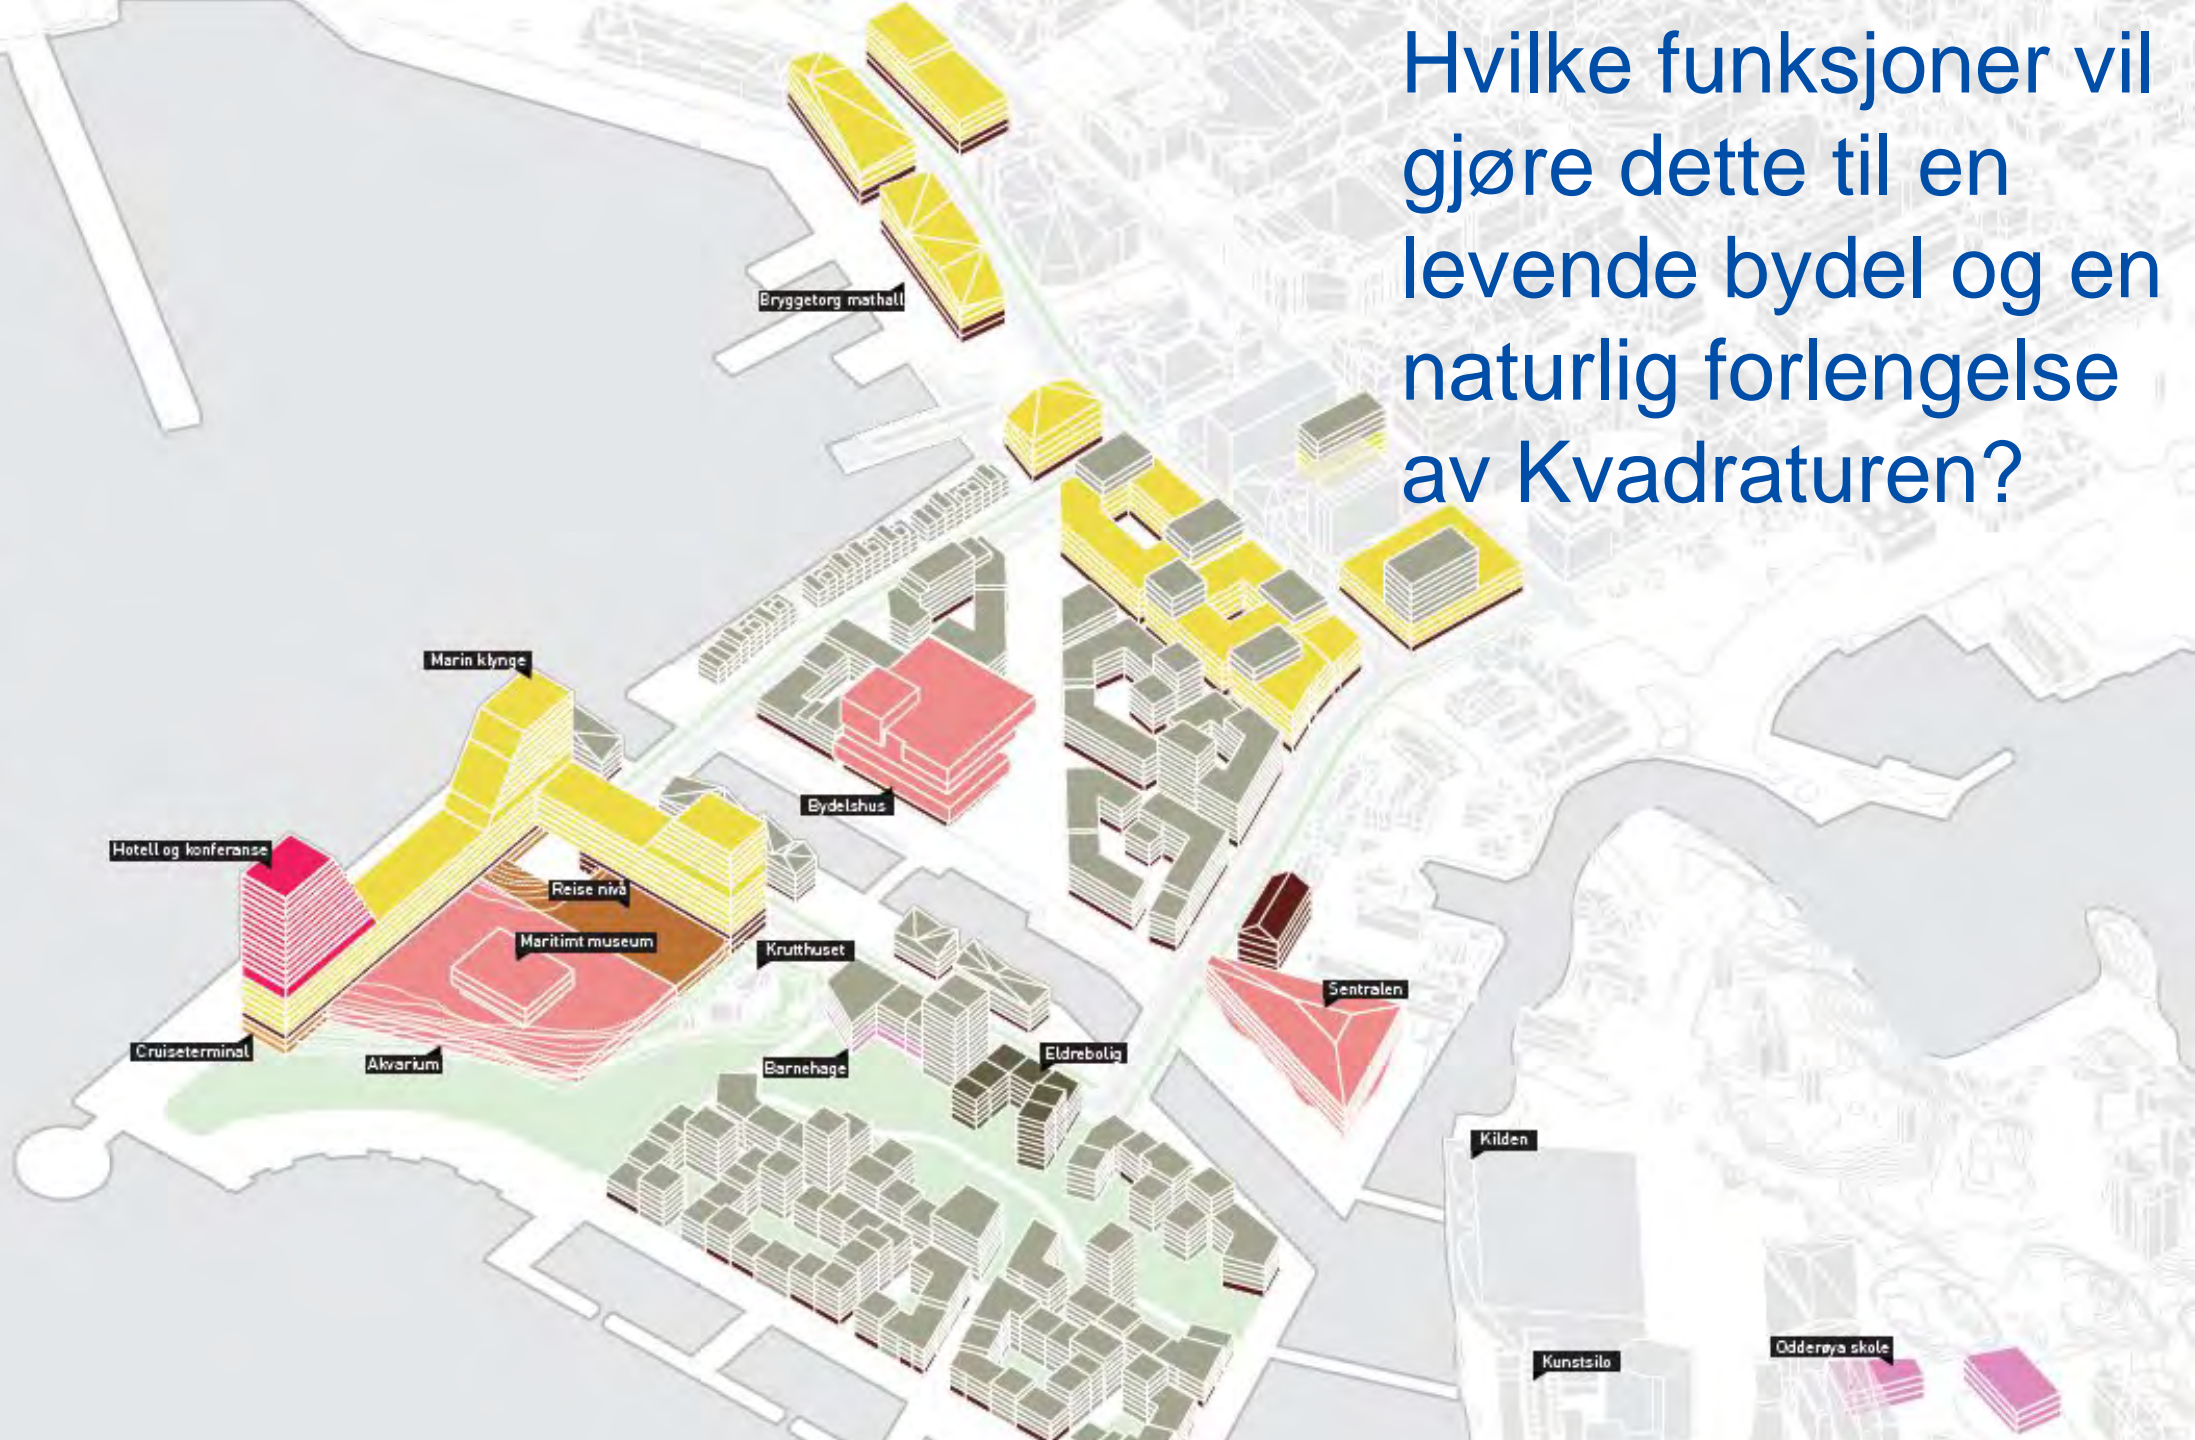 Hvilke funksjoner vil
gjøre dette til en
levende bydel og en
naturlig forlengelse
av Kvadraturen?
Bryggetorg mathall
Marin klynge
Bydelshus
Hotell og konferanse
Reise nivå
Maritimt museum
Krutthuset
Sentralen
Cruiseterminal
Akvarium
Barnehage
Eldrebolig
Kilden
Kunstsilo
Odderøya skole